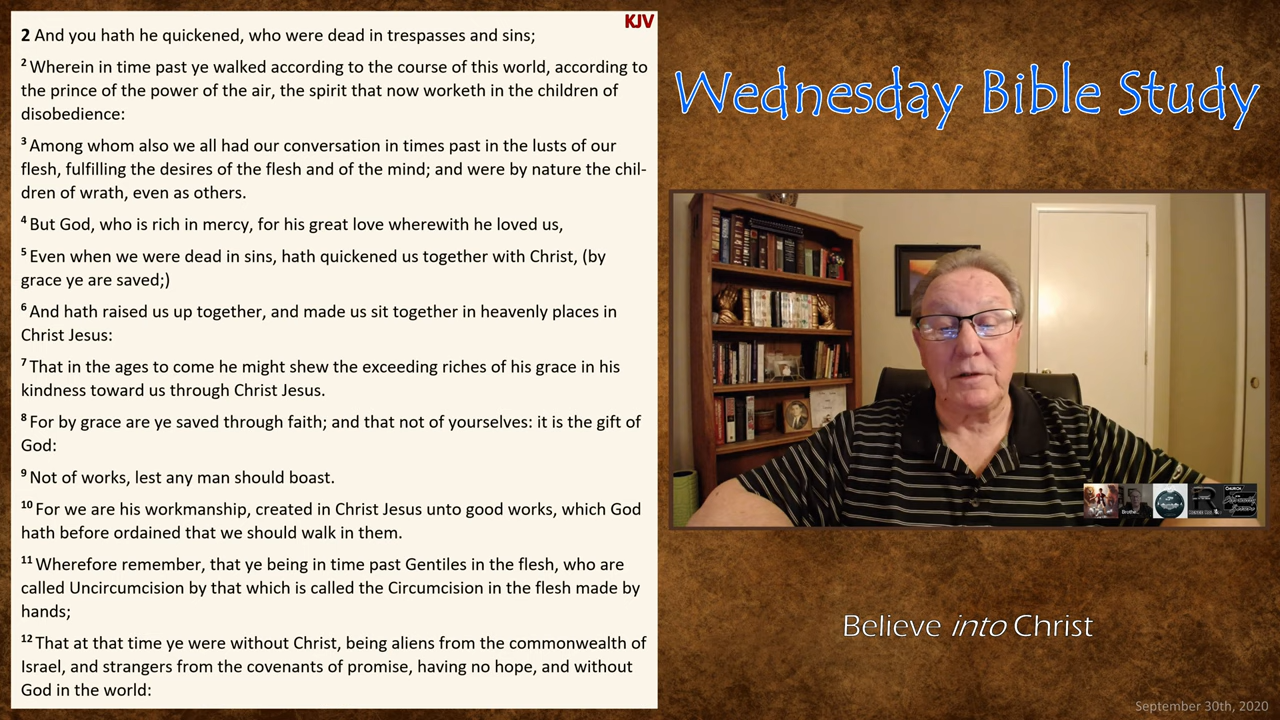 KJV
2 And you hath he quickened, who were dead in trespasses and sins;
2 Wherein in time past ye walked according to the course of this world, according to
the prince of the power of the air, the spirit that now worketh in the children of
disobedience:
3 Among whom also we all had our conversation in times past in the lusts of our
flesh, fulfilling the desires of the flesh and of the mind; and were by nature the chil-
dren of wrath, even as others.
4 But God, who is rich in mercy, for his great love wherewith he loved us,
5 Even when we were dead in sins, hath quickened us together with Christ, (by
grace ye are saved;)
6 And hath raised us up together, and made us sit together in heavenly places in
Christ Jesus:
7 That in the ages to come he might shew the exceeding riches of his grace in his
kindness toward us through Christ Jesus.
8 For by grace are ye saved through faith; and that not of yourselves: it is the gift of
God:
9 Not of works, lest any man should boast.
10 For we are his workmanship, created in Christ Jesus unto good works, which God
hath before ordained that we should walk in them.
11 Wherefore remember, that ye being in time past Gentiles in the flesh, who are
called Uncircumcision by that which is called the Circumcision in the flesh made by
hands;
12 That at that time ye were without Christ, being aliens from the commonwealth of
Israel, and strangers from the covenants of promise, having no hope, and without
God in the world:
Wednesday Bible Study
Brothe...
Believe into Christ
September 30th, 2020